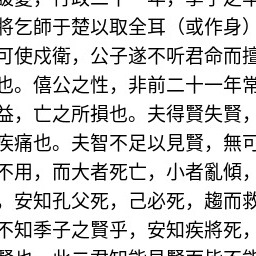 將乞師于楚以取全耳（或作身）
可使戍衛，公子遂不听君命而擅
也。僖公之性，非前二十一年常
益，亡之所損也。夫得賢失賢，
疾痛也。夫智不足以見賢，無可
不用，而大者死亡，小者亂傾，
，安知孔父死，己必死，趨而救
不知季子之賢乎，安知疾將死，